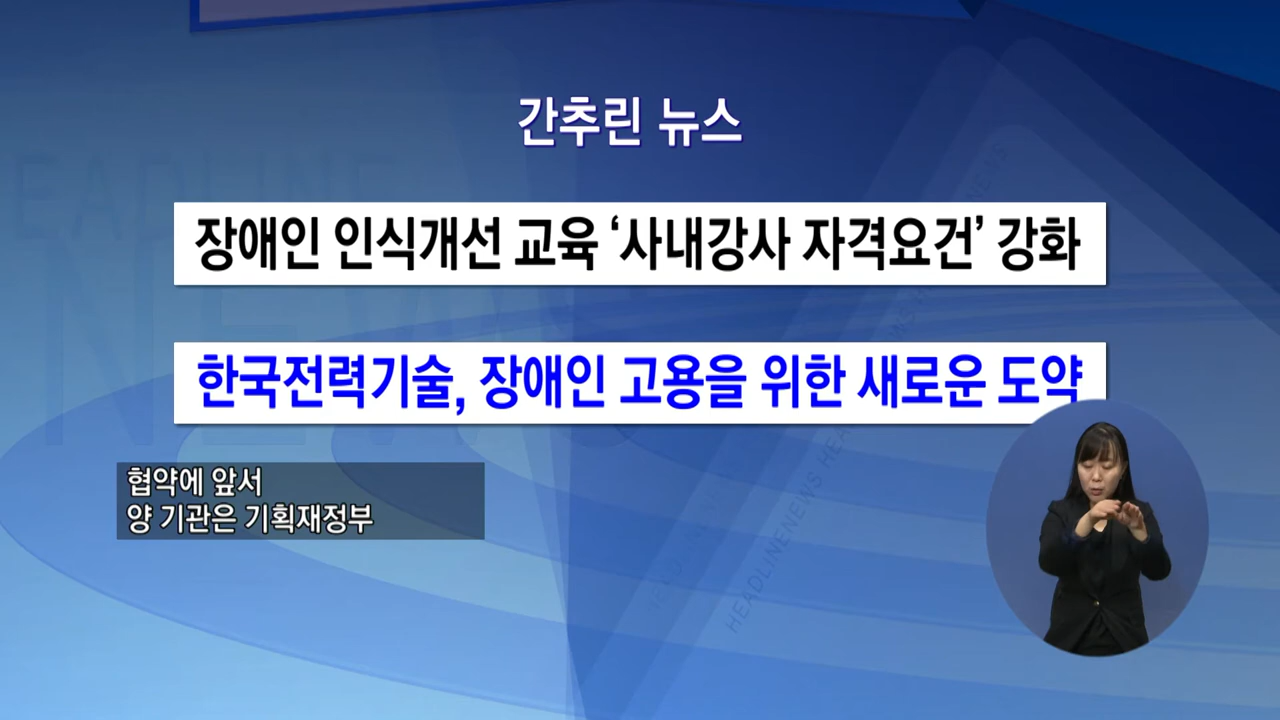 간추린 뉴스
장애인 인식개선 교육 ‘사내강사 자격요건’ 강화
한국전력기술, 장애인 고용을 위한 새로운 도약
협약에 앞서
양 기관은 기획재정부
HEADLINENEWS HEA